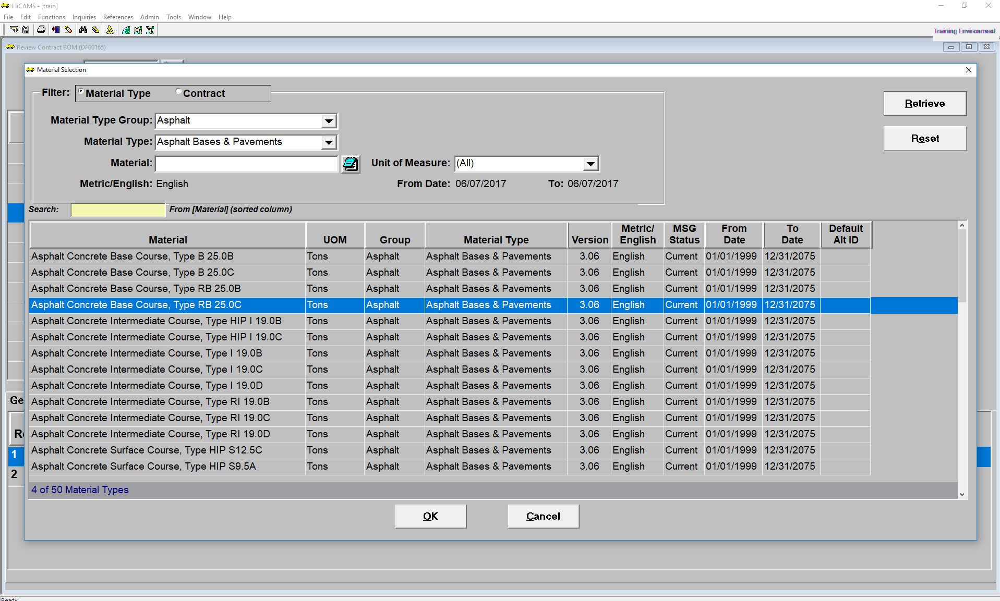 HiCAMS - [train]
File Edit Functions Inquiries References Admin Tools Window Help
Training Environment
Review Contract BOM (DF00165)
Material Selection
Filter: Material Type Contract
Retrieve
Material Type Group: Asphalt
Material Type: Asphalt Bases & Pavements
Reset
Material: Unit of Measure: (All)
Metric/English: English From Date: 06/07/2017 To: 06/07/2017
Search: From [Material] (sorted column)
Material UOM Group Material Type Version Metric/ English MSG Status From Date To Date Default Alt ID
Asphalt Concrete Base Course, Type B 25.0B Tons Asphalt Asphalt Bases & Pavements 3.06 English Current 01/01/1999 12/31/2075
Asphalt Concrete Base Course, Type B 25.0C Tons Asphalt Asphalt Bases & Pavements 3.06 English Current 01/01/1999 12/31/2075
Asphalt Concrete Base Course, Type RB 25.0B Tons Asphalt Asphalt Bases & Pavements 3.06 English Current 01/01/1999 12/31/2075
Asphalt Concrete Base Course, Type RB 25.0C Tons Asphalt Asphalt Bases & Pavements 3.06 English Current 01/01/1999 12/31/2075
Asphalt Concrete Intermediate Course, Type HIP I 19.0B Tons Asphalt Asphalt Bases & Pavements 3.06 English Current 01/01/1999 12/31/2075
Asphalt Concrete Intermediate Course, Type HIP I 19.0C Tons Asphalt Asphalt Bases & Pavements 3.06 English Current 01/01/1999 12/31/2075
Asphalt Concrete Intermediate Course, Type I 19.0B Tons Asphalt Asphalt Bases & Pavements 3.06 English Current 01/01/1999 12/31/2075
Asphalt Concrete Intermediate Course, Type I 19.0C Tons Asphalt Asphalt Bases & Pavements 3.06 English Current 01/01/1999 12/31/2075
Asphalt Concrete Intermediate Course, Type I 19.0D Tons Asphalt Asphalt Bases & Pavements 3.06 English Current 01/01/1999 12/31/2075
Asphalt Concrete Intermediate Course, Type RI 19.0B Tons Asphalt Asphalt Bases & Pavements 3.06 English Current 01/01/1999 12/31/2075
Asphalt Concrete Intermediate Course, Type RI 19.0C Tons Asphalt Asphalt Bases & Pavements 3.06 English Current 01/01/1999 12/31/2075
Asphalt Concrete Intermediate Course, Type RI 19.0D Tons Asphalt Asphalt Bases & Pavements 3.06 English Current 01/01/1999 12/31/2075
Asphalt Concrete Surface Course, Type HIP S12.5C Tons Asphalt Asphalt Bases & Pavements 3.06 English Current 01/01/1999 12/31/2075
Asphalt Concrete Surface Course, Type HIP S9.5A Tons Asphalt Asphalt Bases & Pavements 3.06 English Current 01/01/1999 12/31/2075
1
2
4 of 50 Material Types
OK Cancel
Ready